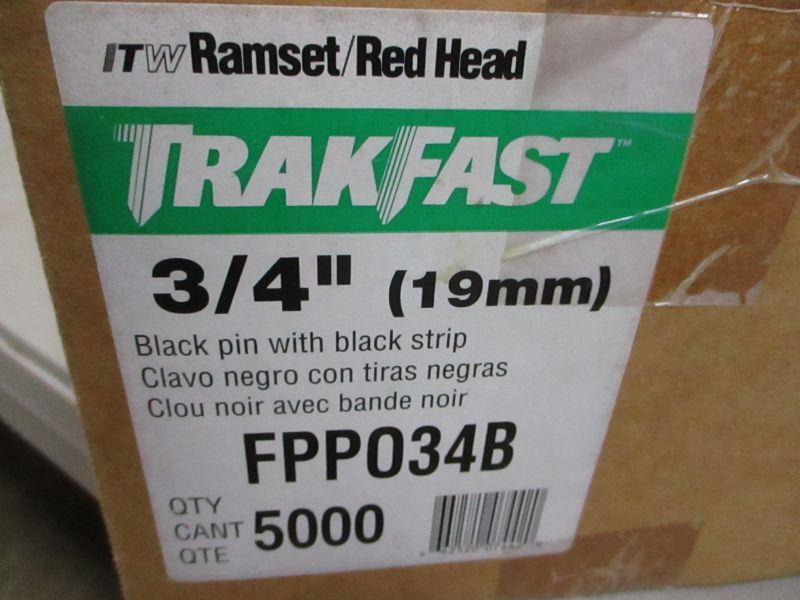 ITW Ramset/Red Head
TRAKFAST™
3/4" (19mm)
Black pin with black strip
Clavo negro con tiras negras
Clou noir avec bande noir
FPP034B
QTY
CANT 5000
QTE